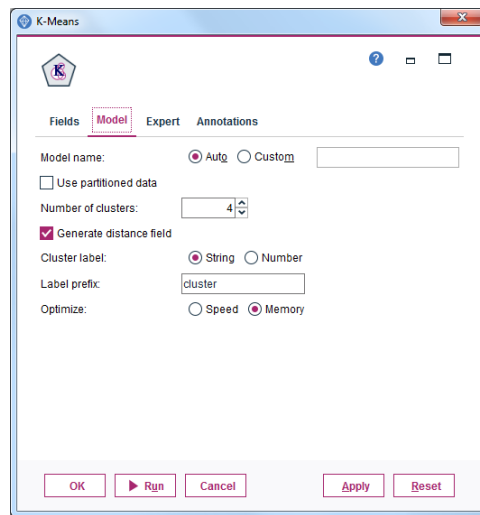 K-Means
x
?
K
Fields Model Expert Annotations
Model name: Auto Custom
Use partitioned data
Number of clusters: 4
Generate distance field
Cluster label: String Number
Label prefix: cluster
Optimize: Speed Memory
OK Run Cancel Apply Reset